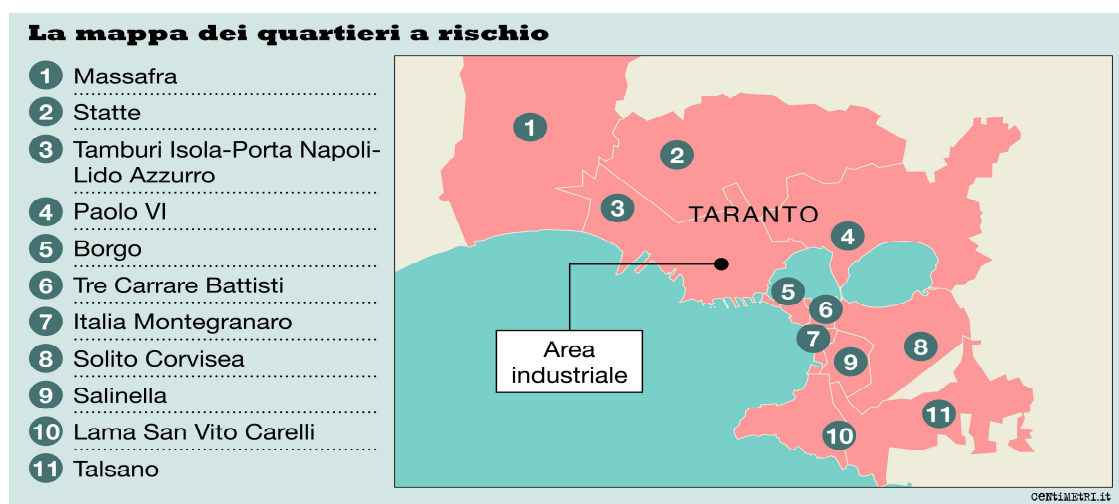 La mappa dei quartieri a rischio
1 Massafra
2 Statte
3 Tamburi Isola-Porta Napoli-
Lido Azzurro
4 Paolo VI
5 Borgo
6 Tre Carrare Battisti
7 Italia Montegranaro
8 Solito Corvisea
9 Salinella
10 Lama San Vito Carelli
11 Talsano
1
2
3
TARANTO
4
5
6
7
8
9
Area
industriale
11
10
CENTIMETRI.it